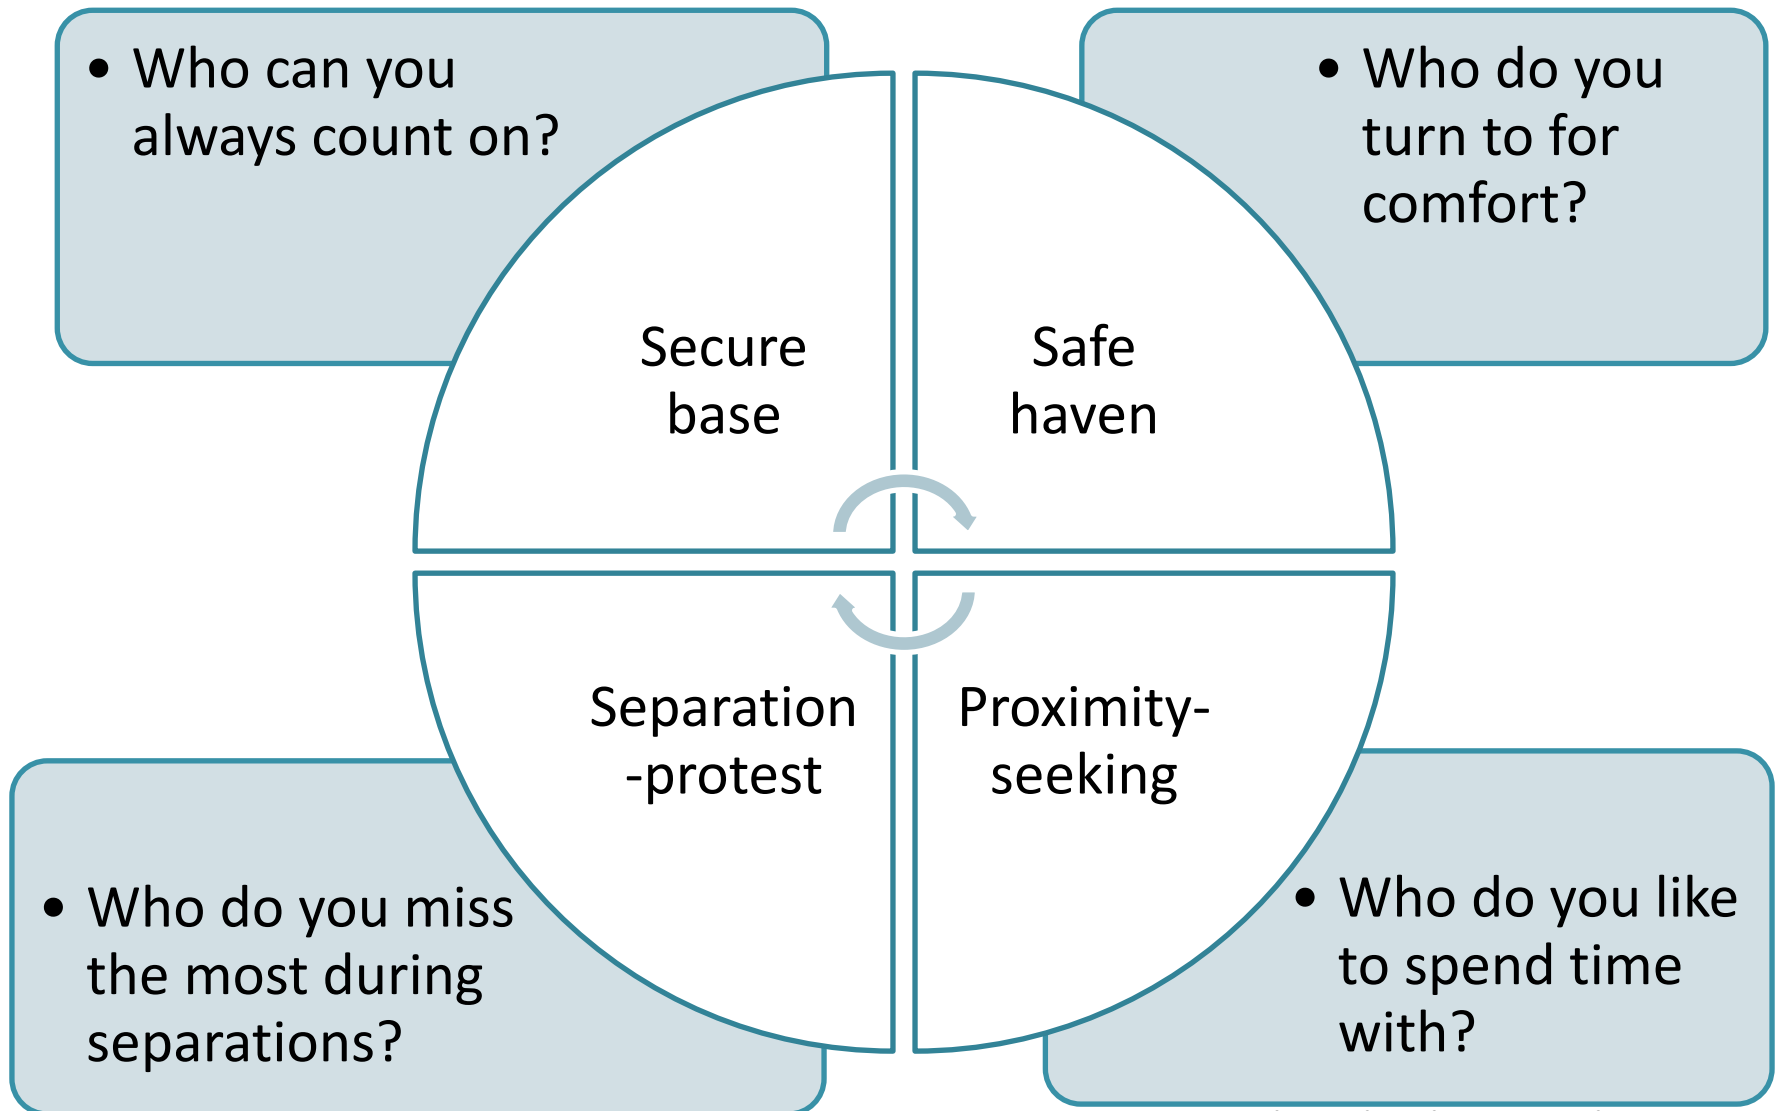 • Who can you
always count on?
• Who do you
turn to for
comfort?
Secure
base
Safe
haven
Separation
-protest
Proximity-
seeking
• Who do you miss
the most during
separations?
• Who do you like
to spend time
with?